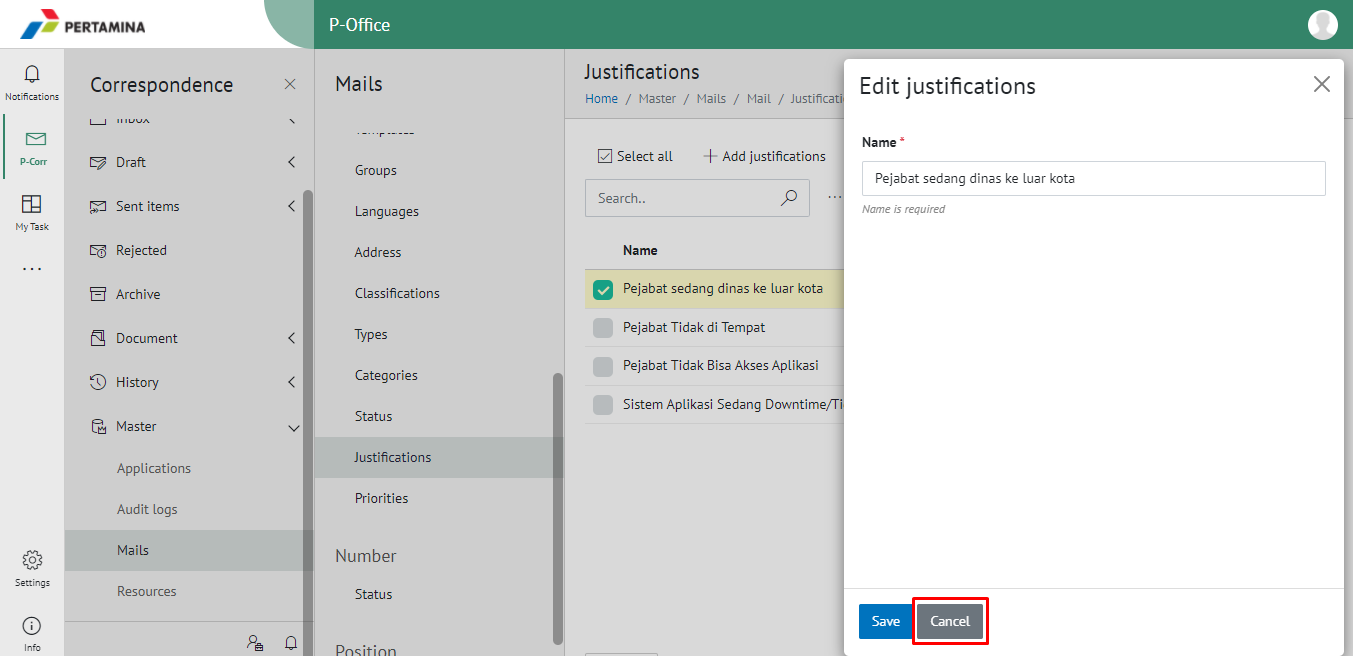 PERTAMINA
P-Office
Notifications
P-Corr
My Task
...
Settings
Info
Correspondence
Inbox
Draft
Sent items
Rejected
Archive
Document
History
Master
Applications
Audit logs
Mails
Resources
Mails
Templates
Groups
Languages
Address
Classifications
Types
Categories
Status
Justifications
Priorities
Number
Status
Position
Justifications
Home / Master / Mails / Mail / Justificati
Select all
Add justifications
Search..
...
Name
Pejabat sedang dinas ke luar kota
Pejabat Tidak di Tempat
Pejabat Tidak Bisa Akses Aplikasi
Sistem Aplikasi Sedang Downtime/Ti
Edit justifications
Name *
Pejabat sedang dinas ke luar kota
Name is required
Save
Cancel